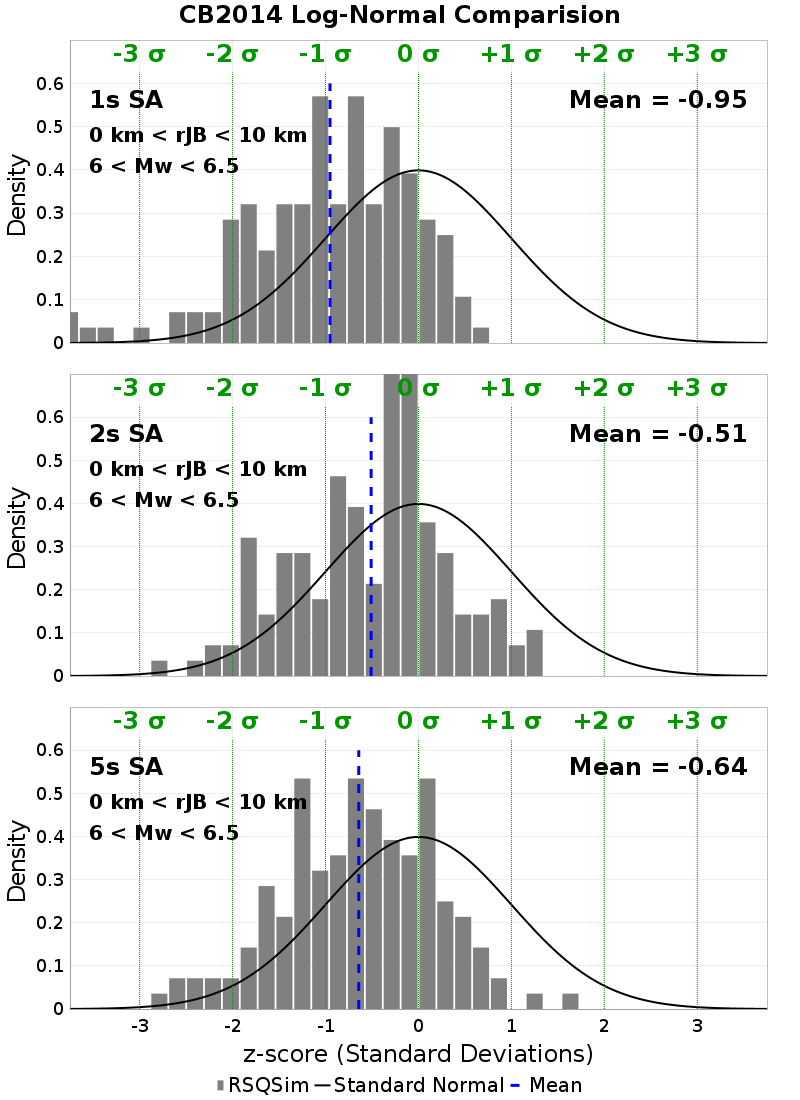 CB2014 Log-Normal Comparision
-3 σ -2 σ -1 σ 0 σ +1 σ +2 σ +3 σ
0.6
1s SA Mean = -0.95
0.5
0 km < rJB < 10 km
6 < Mw < 6.5
0.4
Density
0.3
0.2
0.1
0
-3 σ -2 σ -1 σ 0 σ +1 σ +2 σ +3 σ
0.6
2s SA Mean = -0.51
0.5
0 km < rJB < 10 km
6 < Mw < 6.5
0.4
Density
0.3
0.2
0.1
0
-3 σ -2 σ -1 σ 0 σ +1 σ +2 σ +3 σ
0.6
5s SA Mean = -0.64
0.5
0 km < rJB < 10 km
6 < Mw < 6.5
0.4
Density
0.3
0.2
0.1
0
-3 -2 -1 0 1 2 3
z-score (Standard Deviations)
RSQSim Standard Normal Mean